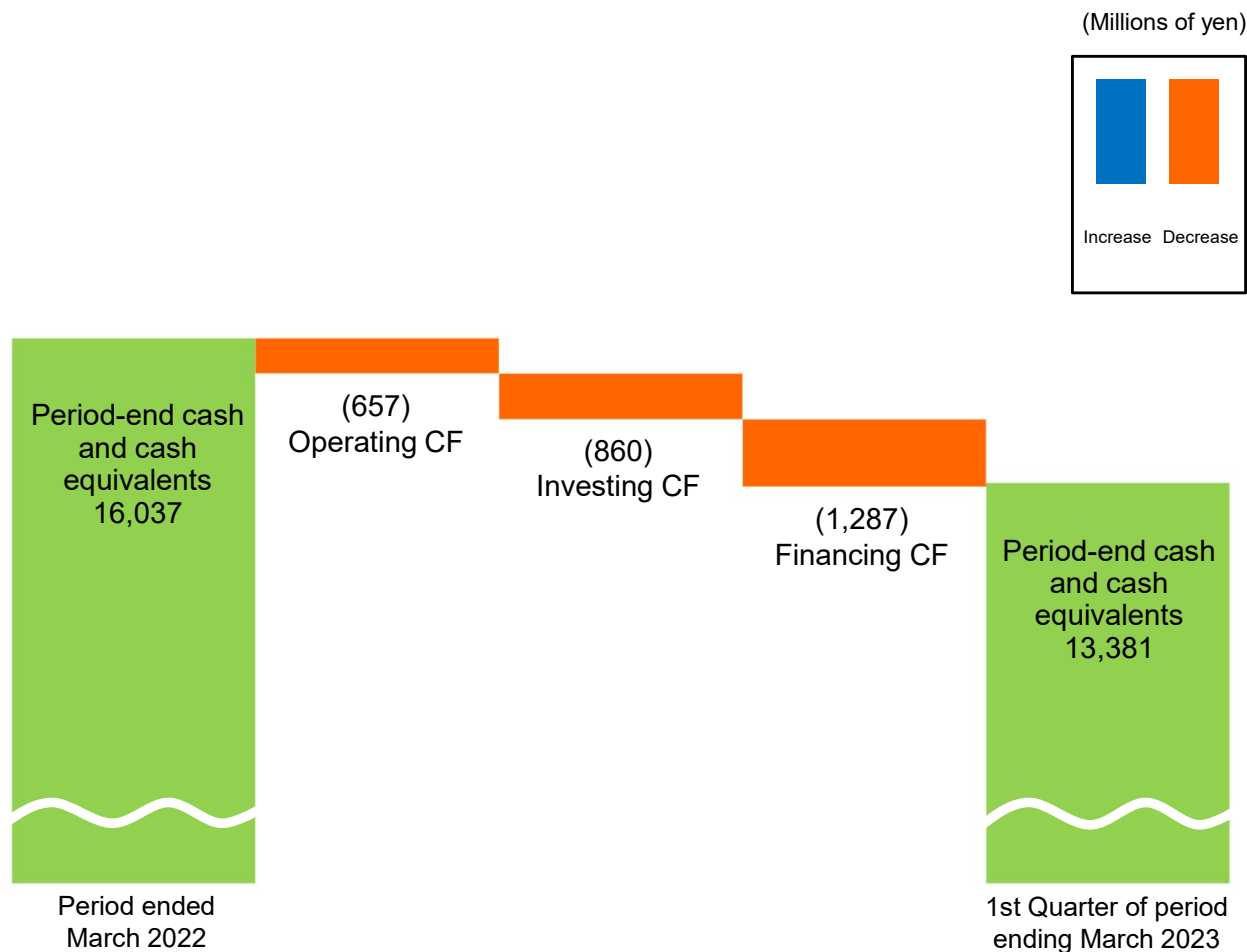 (Millions of yen)
Increase Decrease
Period-end cash
and cash
equivalents
16,037
(657)
Operating CF
(860)
Investing CF
(1,287)
Financing CF
Period-end cash
and cash
equivalents
13,381
Period ended
March 2022
1st Quarter of period
ending March 2023